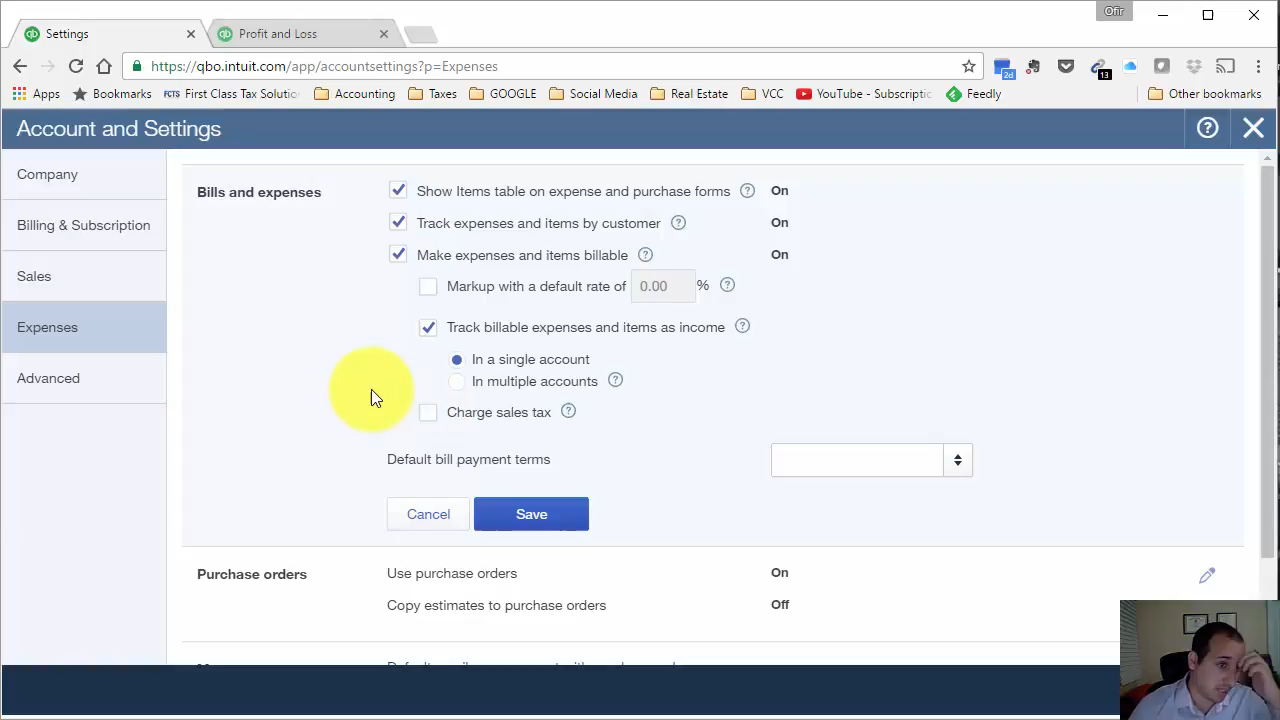 Ofir
Settings
Profit and Loss
https://qbo.intuit.com/app/accountsettings?p=Expenses
2d
13
Apps Bookmarks FCTS First Class Tax Solutio Accounting Taxes GOOGLE Social Media Real Estate VCC YouTube - Subscriptic Feedly Other bookmarks
Account and Settings
Company
Billing & Subscription
Sales
Expenses
Advanced
Bills and expenses
Show Items table on expense and purchase forms ? On
Track expenses and items by customer ? On
Make expenses and items billable ? On
Markup with a default rate of 0.00 % ?
Track billable expenses and items as income ?
In a single account
In multiple accounts ?
Charge sales tax ?
Default bill payment terms
Cancel Save
Purchase orders Use purchase orders On
Copy estimates to purchase orders Off